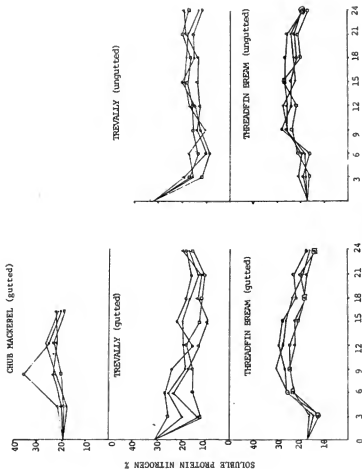 CHUB MACKEREL (gutted)
40
30
20
10
0
TREVALLY (gutted)
40
30
20
10
0
THREADFIN BREAM (gutted)
30
20
10
0
3 6 9 12 15 18 21 24
TREVALLY (ungutted)
THREADFIN BREAM (ungutted)
3 6 9 12 15 18 21 24
SOLUBLE PROTEIN NITROGEN %